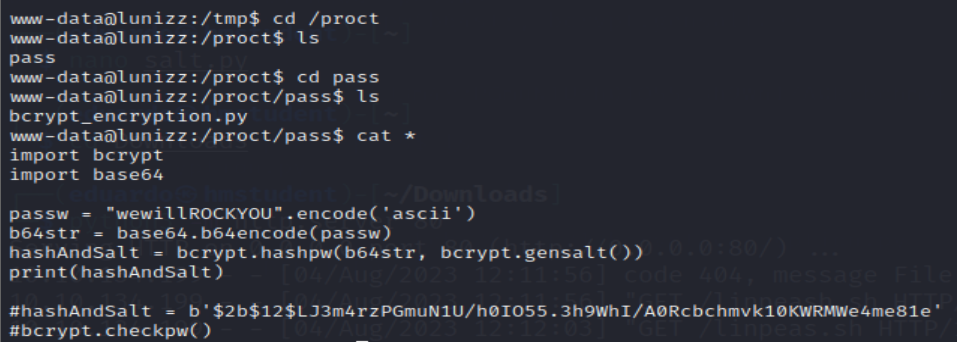 www-data@lunizz:/tmp$ cd /proct
www-data@lunizz:/proct$ ls
pass
www-data@lunizz:/proct$ cd pass
www-data@lunizz:/proct/pass$ ls
bcrypt_encryption.py
www-data@lunizz:/proct/pass$ cat *
import bcrypt
import base64
passw = "wewillROCKYOU".encode('ascii')
b64str = base64.b64encode(passw)
hashAndSalt = bcrypt.hashpw(b64str, bcrypt.gensalt())
print(hashAndSalt)
#hashAndSalt = b'$2b$12$LJ3m4rzPGmuN1U/h0IO55.3h9WhI/A0Rcbchmvk10KWRMWe4me81e'
#bcrypt.checkpw()